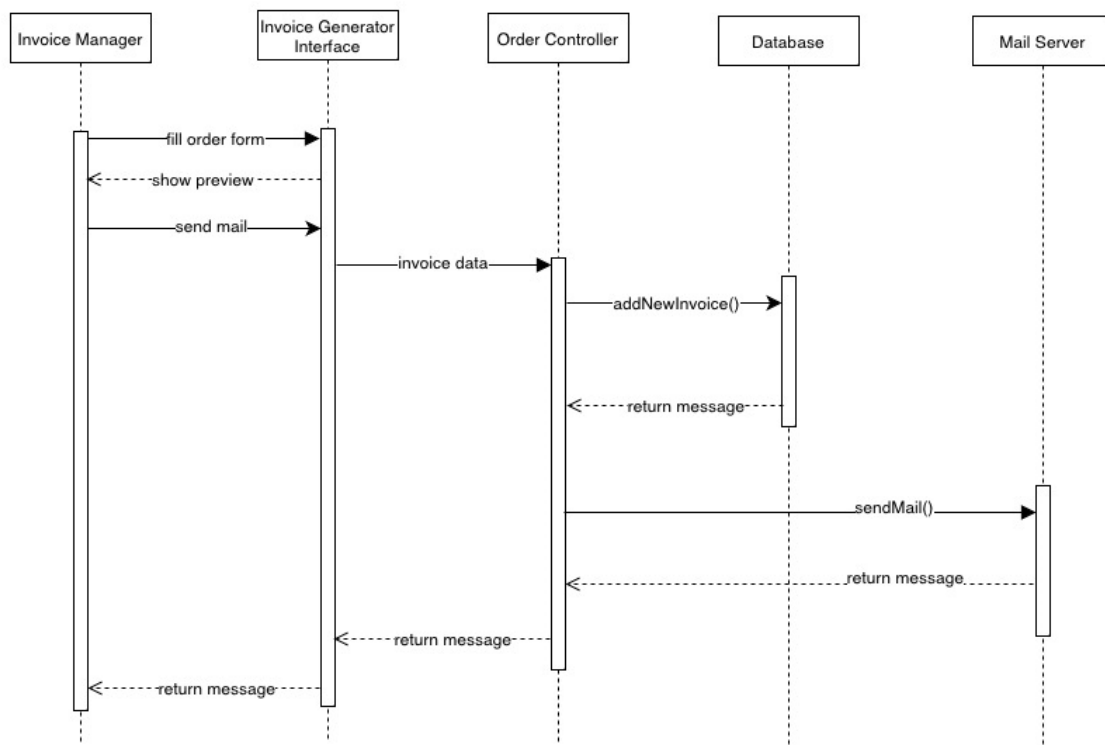 Invoice Manager
Invoice Generator
Interface
Order Controller
Database
Mail Server
fill order form
show preview
send mail
invoice data
addNewInvoice()
return message
sendMail()
return message
return message
return message